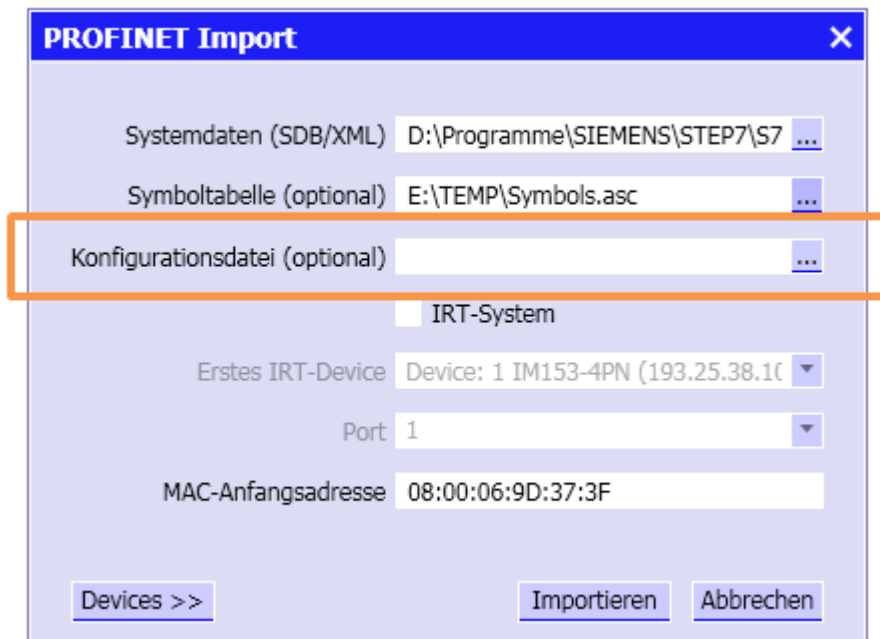 PROFINET Import
Systemdaten (SDB/XML) D:\Programme\SIEMENS\STEP7\S7 ...
Symboltabelle (optional) E:\TEMP\Symbols.asc ...
Konfigurationsdatei (optional) ...
IRT-System
Erstes IRT-Device Device: 1 IM153-4PN (193.25.38.10
Port 1
MAC-Anfangsadresse 08:00:06:9D:37:3F
Devices >> Importieren Abbrechen